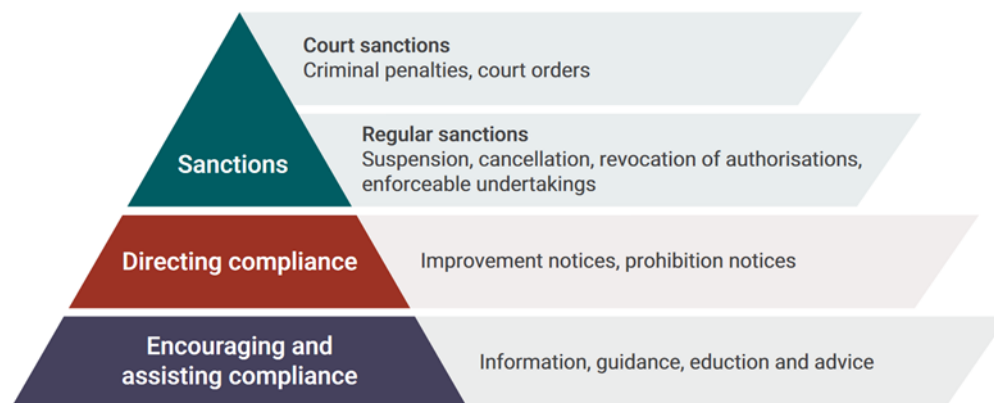 Court sanctions
Criminal penalties, court orders
Regular sanctions
Suspension, cancellation, revocation of authorisations,
enforceable undertakings
Sanctions
Directing compliance
Improvement notices, prohibition notices
Encouraging and
assisting compliance
Information, guidance, eduction and advice